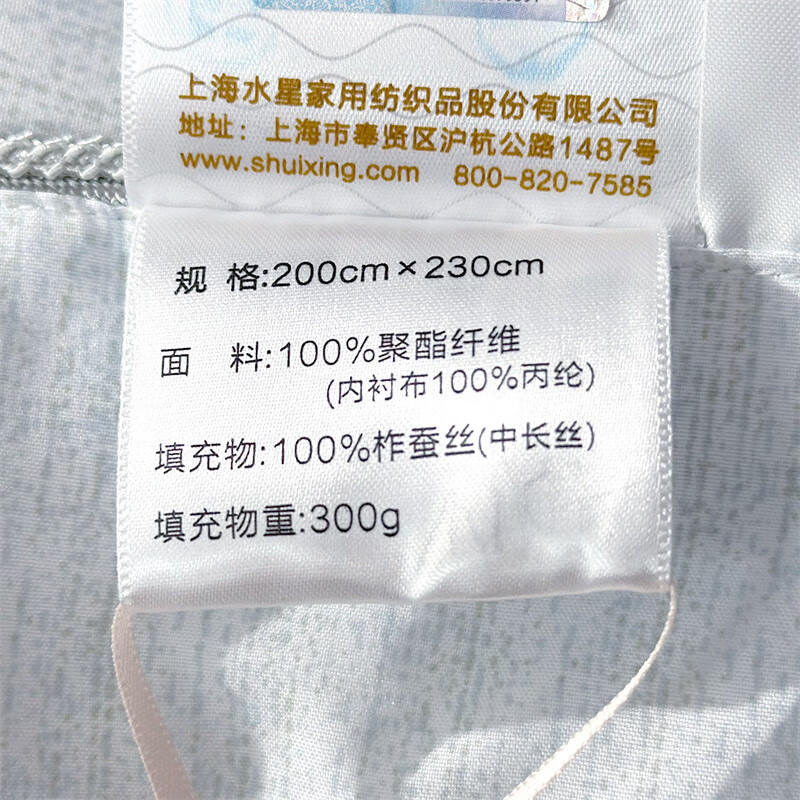 上海水星家用纺织品股份有限公司
地址：上海市奉贤区沪杭公路1487号
www.shuixing.com 800-820-7585
规 格:200cm×230cm
面 料:100%聚酯纤维
(内衬布100%丙纶)
填充物:100%柞蚕丝(中长丝)
填充物重:300g